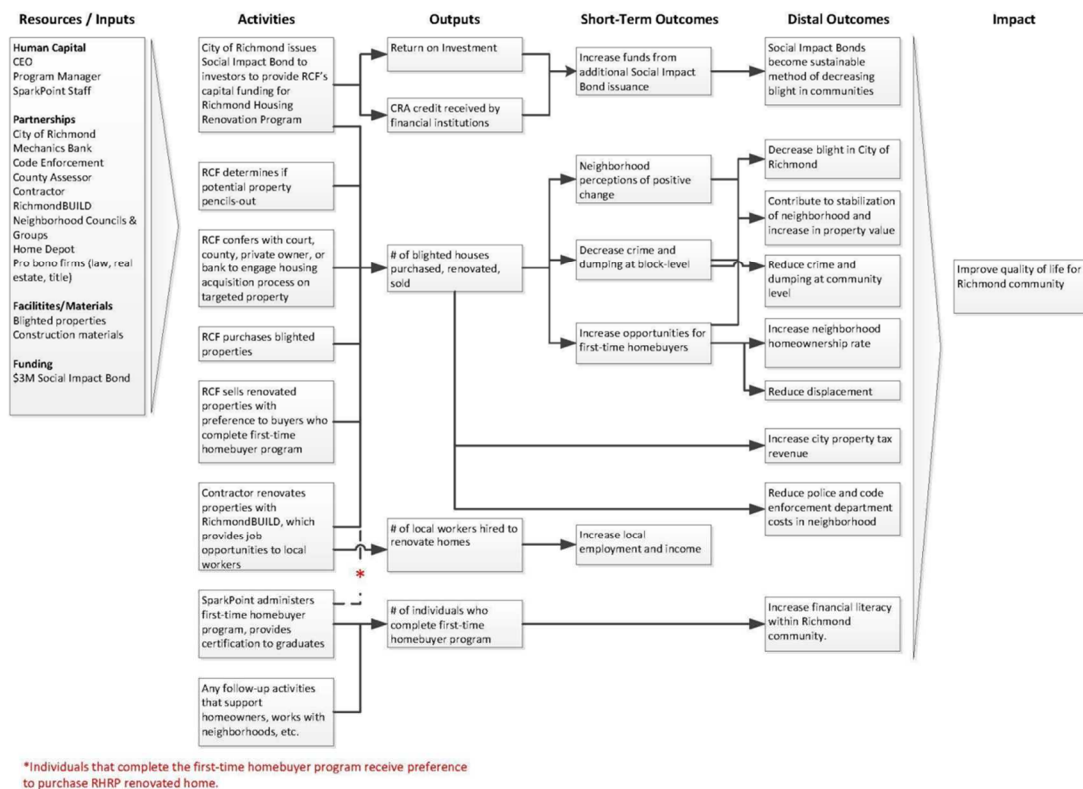 Resources / Inputs
Human Capital
CEO
Program Manager
SparkPoint Staff
Partnerships
City of Richmond
Mechanics Bank
Code Enforcement
County Assessor
Contractor
RichmondBUILD
Neighborhood Councils &
Groups
Home Depot
Pro bono firms (law, real
estate, title)
Facilitites/Materials
Blighted properties
Construction materials
Funding
$3M Social Impact Bond
Activities
City of Richmond issues
Social Impact Bond to
investors to provide RCF's
capital funding for
Richmond Housing
Renovation Program
RCF determines if
potential property
pencils-out
RCF confers with court,
county, private owner, or
bank to engage housing
acquisition process on
targeted property
RCF purchases blighted
properties
RCF sells renovated
properties with
preference to buyers who
complete first-time
homebuyer program
Contractor renovates
properties with
RichmondBUILD, which
provides job
opportunities to local
workers
*
SparkPoint administers
first-time homebuyer
program, provides
certification to graduates
Any follow-up activities
that support
homeowners, works with
neighborhoods, etc.
Outputs
Return on Investment
CRA credit received by
financial institutions
# of blighted houses
purchased, renovated,
sold
# of local workers hired to
renovate homes
# of individuals who
complete first-time
homebuyer program
Short-Term Outcomes
Increase funds from
additional Social Impact
Bond issuance
Neighborhood
perceptions of positive
change
Decrease crime and
dumping at block-level
Increase opportunities for
first-time homebuyers
Increase local
employment and income
Distal Outcomes
Social Impact Bonds
become sustainable
method of decreasing
blight in communities
Decrease blight in City of
Richmond
Contribute to stabilization
of neighborhood and
increase in property value
Reduce crime and
dumping at community
level
Increase neighborhood
homeownership rate
Reduce displacement
Increase city property tax
revenue
Reduce police and code
enforcement department
costs in neighborhood
Increase financial literacy
within Richmond
community.
Impact
Improve quality of life for
Richmond community
*Individuals that complete the first-time homebuyer program receive preference
to purchase RHRP renovated home.